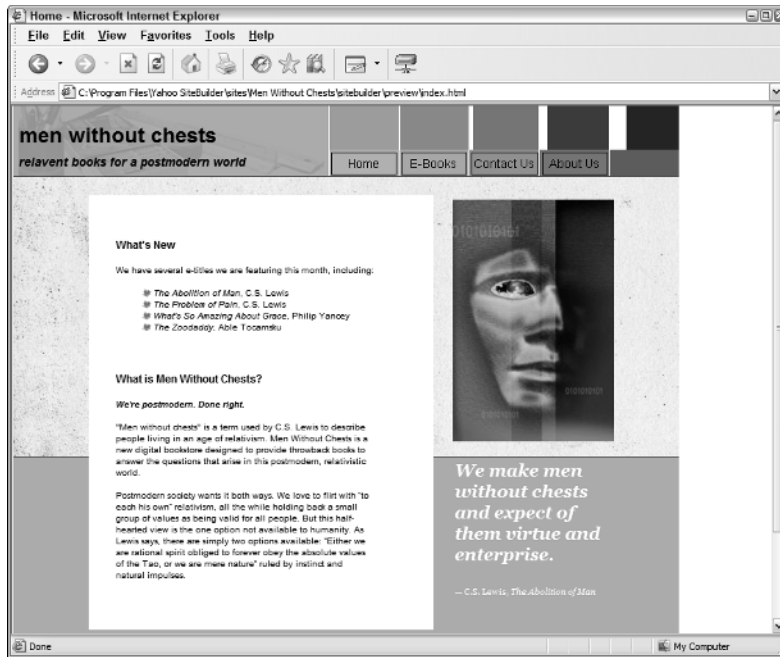 Home - Microsoft Internet Explorer
File Edit View Favorites Tools Help
Address C:\Program Files\Yahoo SiteBuilder\sites\Men Without Chests\sitebuilder\preview\index.html
men without chests
relavent books for a postmodern world
Home E-Books Contact Us About Us
What's New
We have several e-titles we are featuring this month, including:
The Abolition of Man, C.S. Lewis
The Problem of Pain, C.S. Lewis
What's So Amazing About Grace, Philip Yancey
The Zoodaddy, Able Tocamsku
What is Men Without Chests?
We're postmodern. Done right.
"Men without chests" is a term used by C.S. Lewis to describe
people living in an age of relativism. Men Without Chests is a
new digital bookstore designed to provide throwback books to
answer the questions that arise in this postmodern, relativistic
world.
Postmodern society wants it both ways. We love to flirt with "to
each his own" relativism, all the while holding back a small
group of values as being valid for all people. But this half-
hearted view is the one option not available to humanity. As
Lewis says, there are simply two options available: "Either we
are rational spirit obliged to forever obey the absolute values
of the Tao, or we are mere nature" ruled by instinct and
natural impulses.
010101010101
010101010101
We make men
without chests
and expect of
them virtue and
enterprise.
— C.S. Lewis, The Abolition of Man
Done My Computer